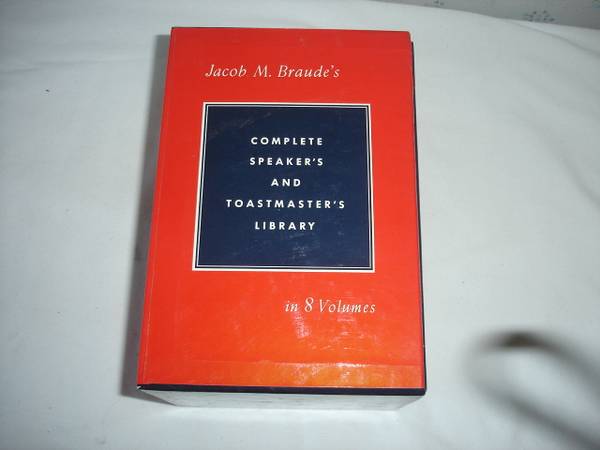 Jacob M. Braude's
COMPLETE
SPEAKER'S
AND
TOASTMASTER'S
LIBRARY
in 8 Volumes